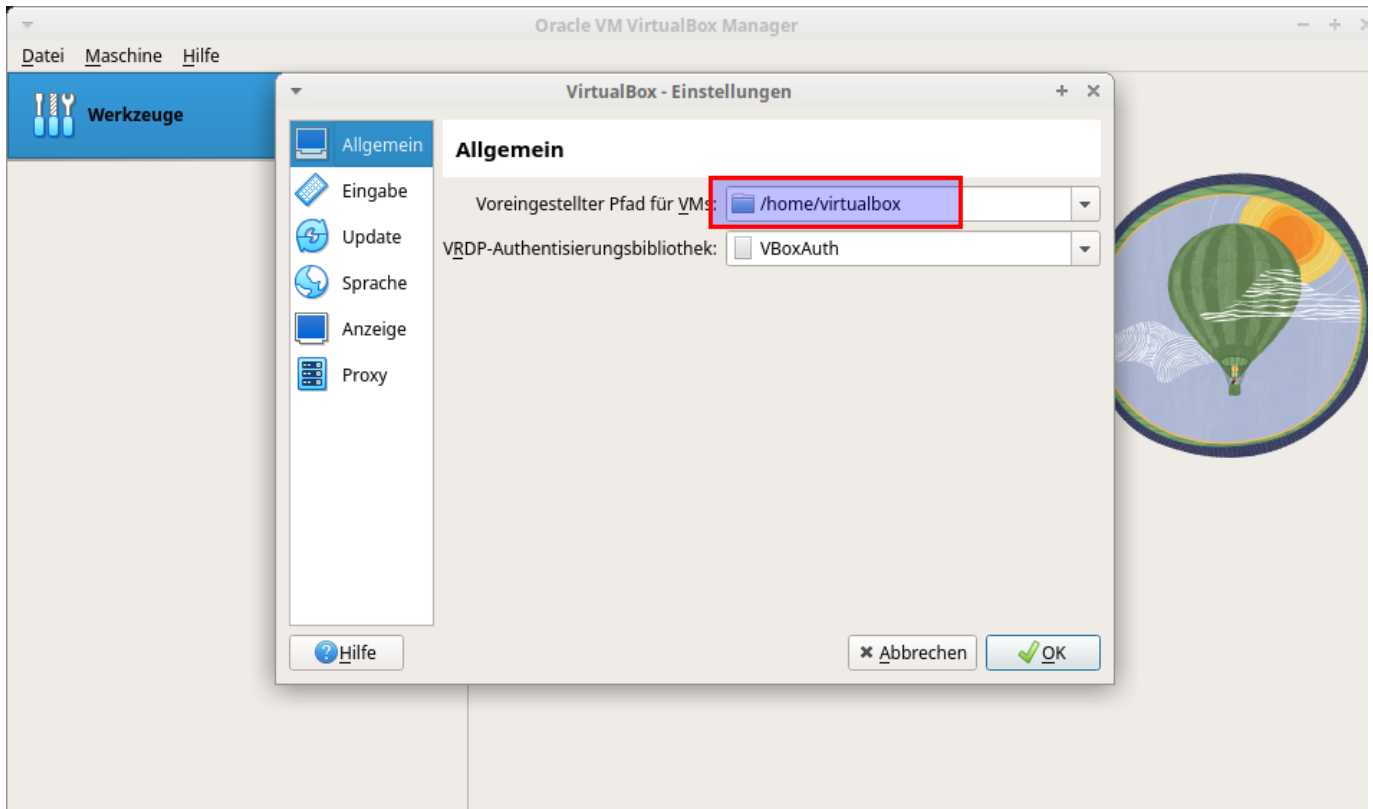 Oracle VM VirtualBox Manager
Datei Maschine Hilfe
Werkzeuge
VirtualBox - Einstellungen
Allgemein
Eingabe
Update
Sprache
Anzeige
Proxy
Allgemein
Voreingestellter Pfad für VMs: /home/virtualbox
VRDP-Authentisierungsbibliothek: VBoxAuth
Hilfe
Abbrechen
OK